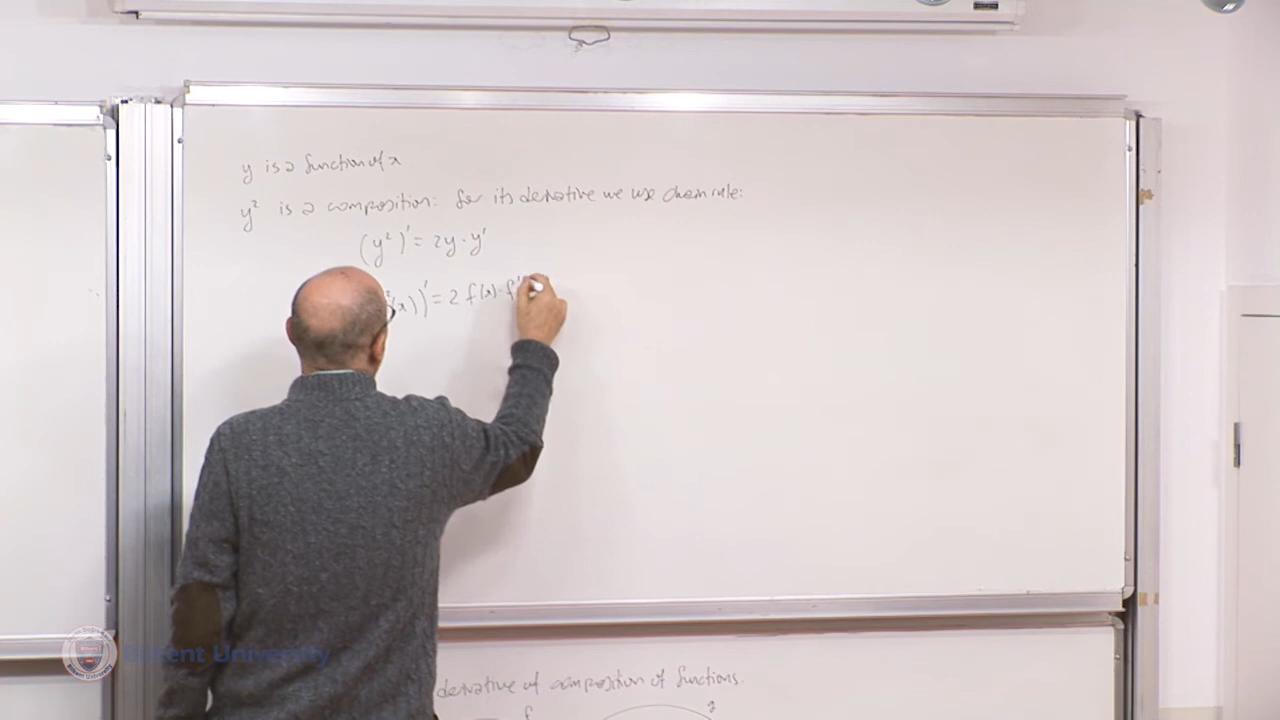 y is a function of x
y² is a composition: for its derivative we use chain rule:
(y²)' = 2y · y'
²(x))' = 2 f(x) · f'
Bilkent University
derivative of composition of functions.
f
g